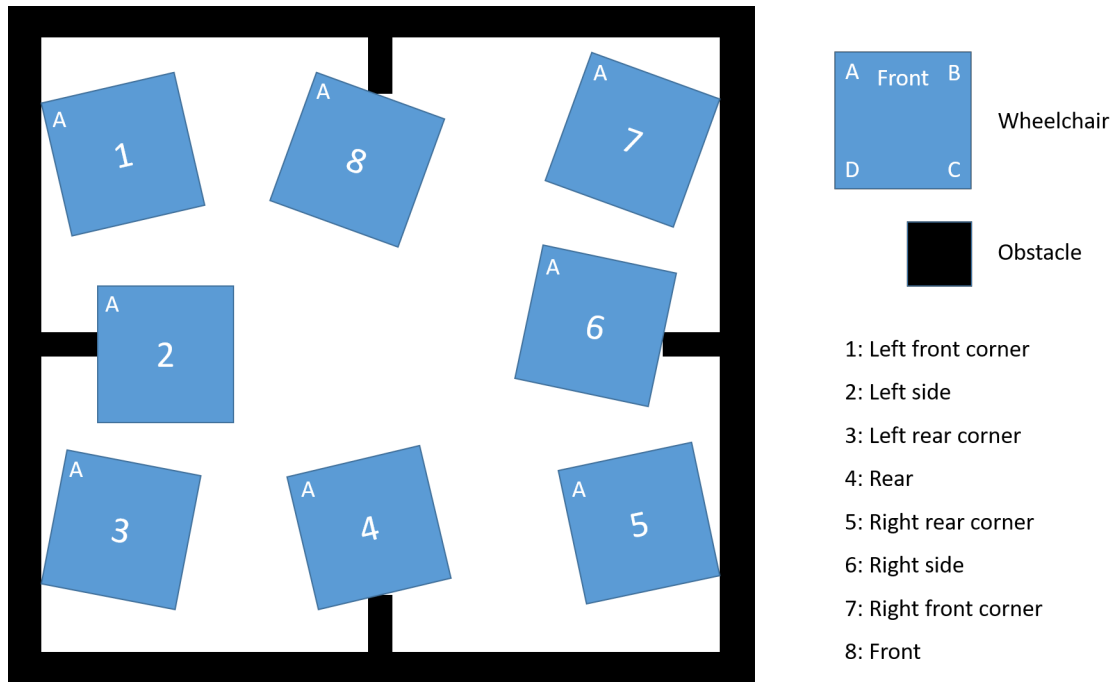 A
1
A
8
A
7
A
2
A
6
A
3
A
4
A
5
A Front B
D C
Wheelchair
Obstacle
1: Left front corner
2: Left side
3: Left rear corner
4: Rear
5: Right rear corner
6: Right side
7: Right front corner
8: Front